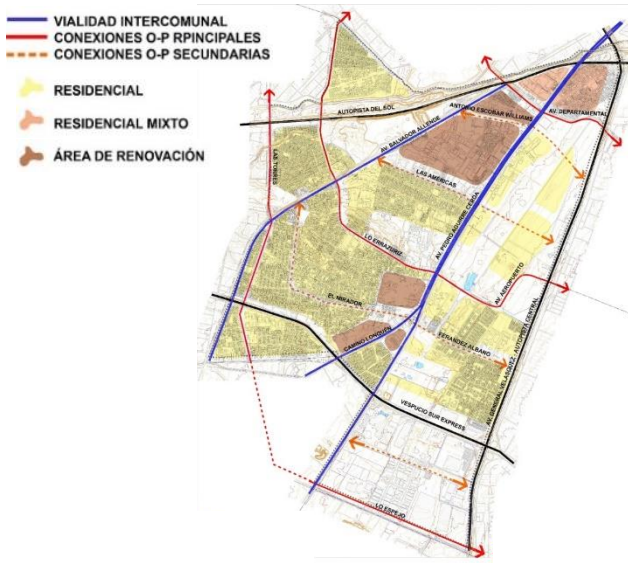 VIALIDAD INTERCOMUNAL
CONEXIONES O-P RPINCIPALES
CONEXIONES O-P SECUNDARIAS
RESIDENCIAL
RESIDENCIAL MIXTO
ÁREA DE RENOVACIÓN
AUTOPISTA DEL SOL
ANTONIO ESCOBAR WILLIAMS
AV. DEPARTAMENTAL
AV. SALVADOR ALLENDE
LAS TORRES
LAS AMÉRICAS
AV. PEDRO AGUIRRE CERDA
LO ERRAZURIZ
AV. AEROPUERTO
EL MIRADOR
CAMINO LONQUÉN
FERANDEZ ALBANO
AV. GENERAL VELASQUEZ - AUTOPISTA CENTRAL
VESPUCIO SUR EXPRESS
LO ESPEJO